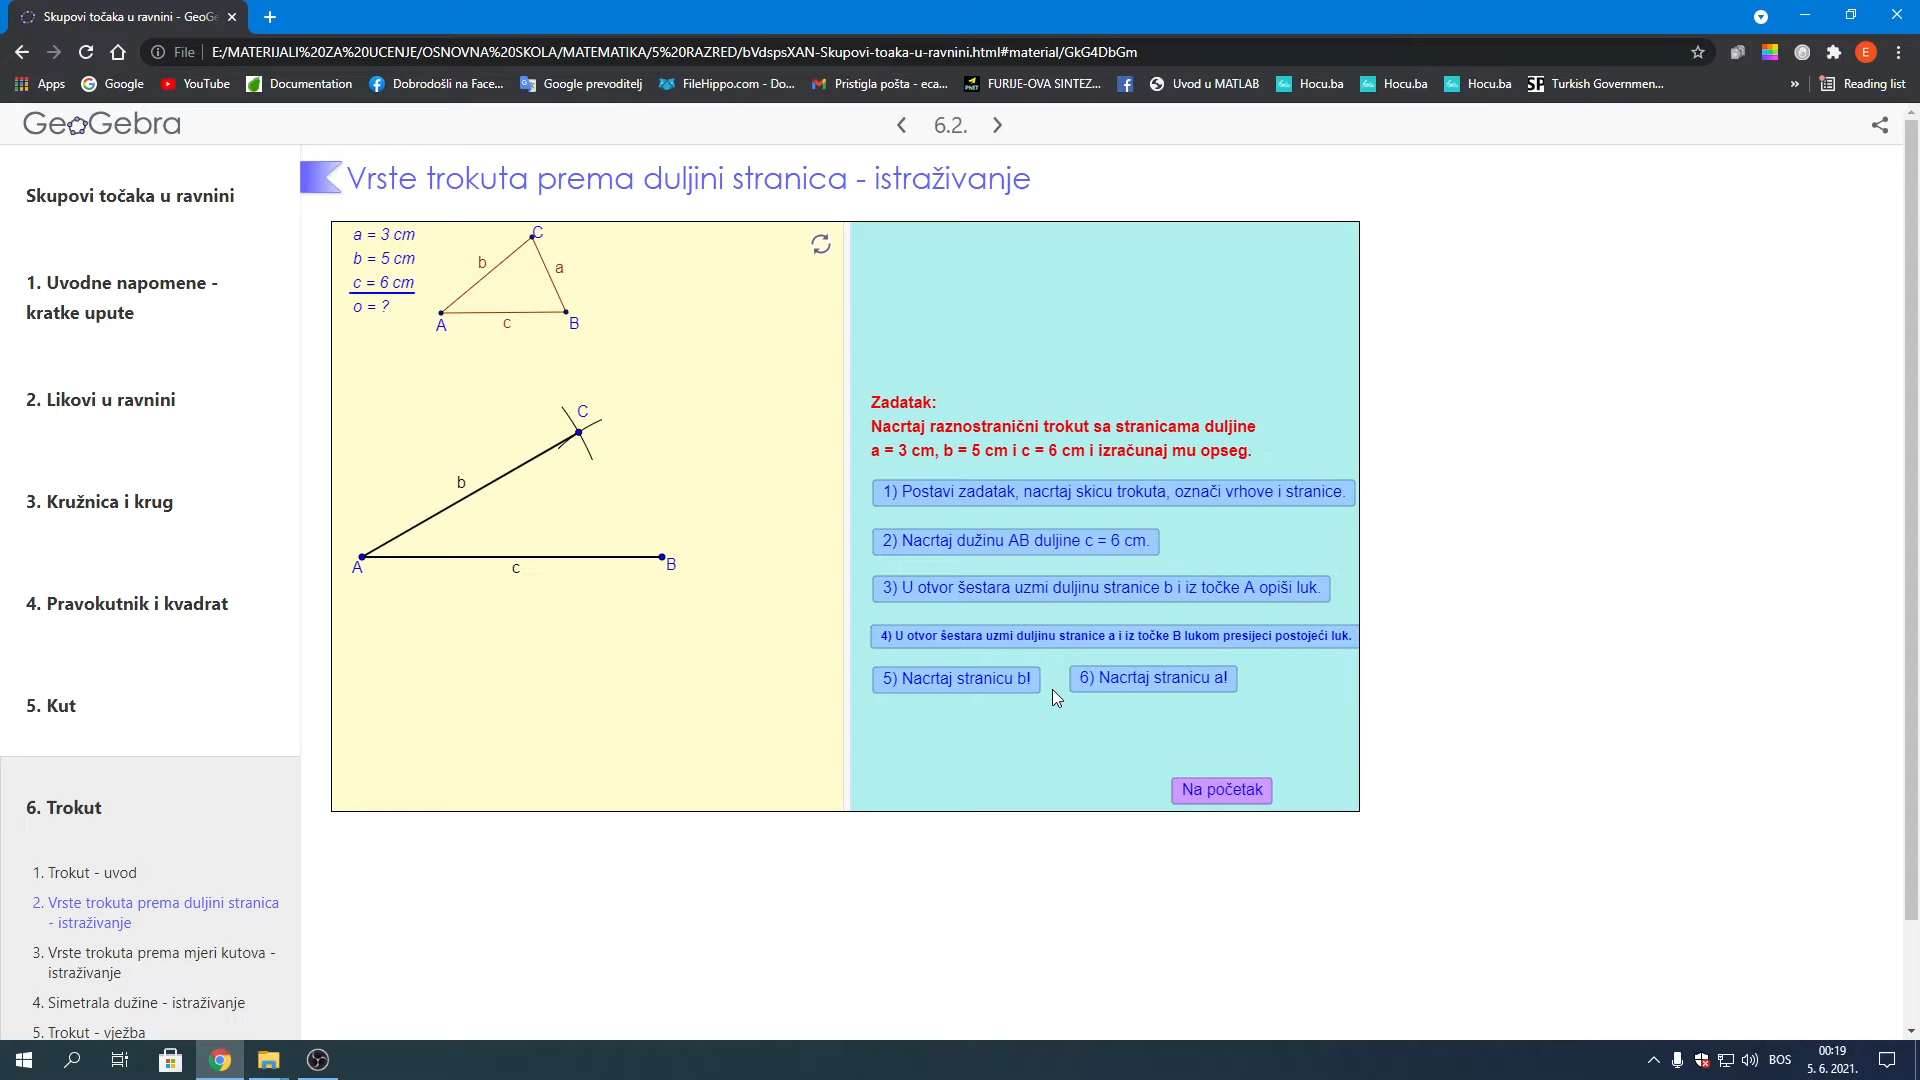 Skupovi točaka u ravnini - GeoGe
File
E:/MATERIJALI%20ZA%20UCENJE/OSNOVNA%20SKOLA/MATEMATIKA/5%20RAZRED/bVdspsXAN-Skupovi-toaka-u-ravnini.html#material/GkG4DbGm
E
Apps
Google
YouTube
Documentation
Dobrodošli na Face...
Google prevoditelj
FileHippo.com - Do...
Pristigla pošta - eca...
FURIJE-OVA SINTEZ...
Uvod u MATLAB
Hocu.ba
Hocu.ba
Hocu.ba
SP
Turkish Governmen...
»
Reading list
GeoGebra
6.2.
Skupovi točaka u ravnini
1. Uvodne napomene -
kratke upute
2. Likovi u ravnini
3. Kružnica i krug
4. Pravokutnik i kvadrat
5. Kut
6. Trokut
1. Trokut - uvod
2. Vrste trokuta prema duljini stranica
- istraživanje
3. Vrste trokuta prema mjeri kutova -
istraživanje
4. Simetrala dužine - istraživanje
5. Trokut - vježba
Vrste trokuta prema duljini stranica - istraživanje
a = 3 cm
b = 5 cm
c = 6 cm
o = ?
C
b
a
A
c
B
C
b
A
c
B
Zadatak:
Nacrtaj raznostranični trokut sa stranicama duljine
a = 3 cm, b = 5 cm i c = 6 cm i izračunaj mu opseg.
1) Postavi zadatak, nacrtaj skicu trokuta, označi vrhove i stranice.
2) Nacrtaj dužinu AB duljine c = 6 cm.
3) U otvor šestara uzmi duljinu stranice b i iz točke A opiši luk.
4) U otvor šestara uzmi duljinu stranice a i iz točke B lukom presijeci postojeći luk.
5) Nacrtaj stranicu b!
6) Nacrtaj stranicu a!
Na početak
BOS
00:19
5. 6. 2021.